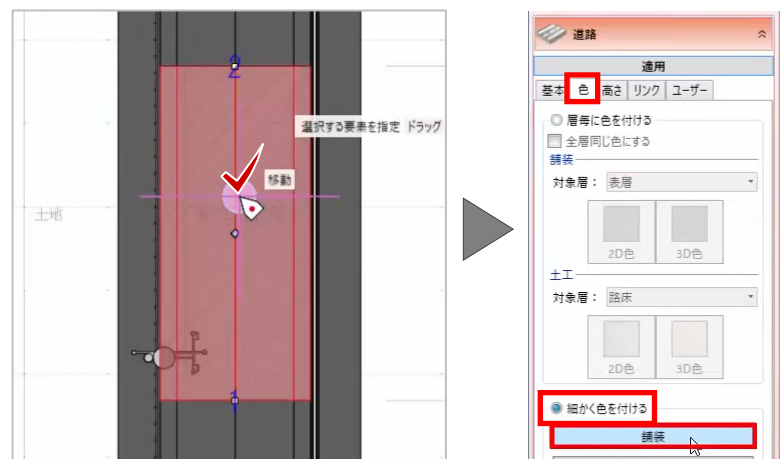 2
選択する要素を指定 ドラッグ
移動
土地
1
道路
適用
基本 色 高さ リンク ユーザー
層毎に色を付ける
全層同じ色にする
舗装
対象層： 表層
2D色 3D色
土工
対象層： 路床
2D色 3D色
細かく色を付ける
舗装